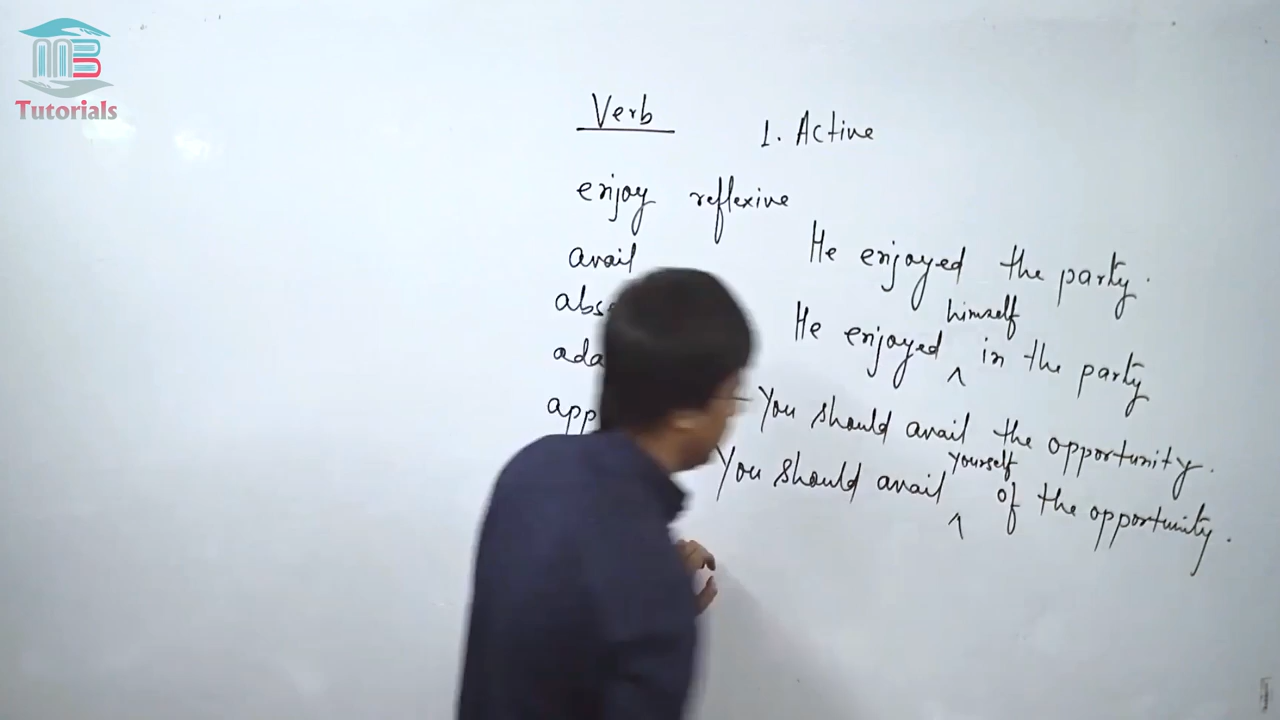 MB
Tutorials
Verb
1. Active
enjoy reflexive
avail
He enjoyed the party.
himself
He enjoyed ^ in the party
You should avail the opportunity.
yourself
You should avail ^ of the opportunity.